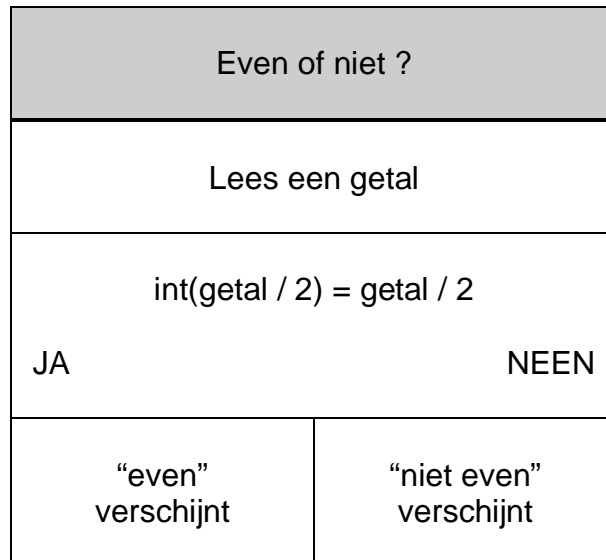 Even of niet ?
Lees een getal
int(getal / 2) = getal / 2
JA NEEN
“even”
verschijnt
“niet even”
verschijnt